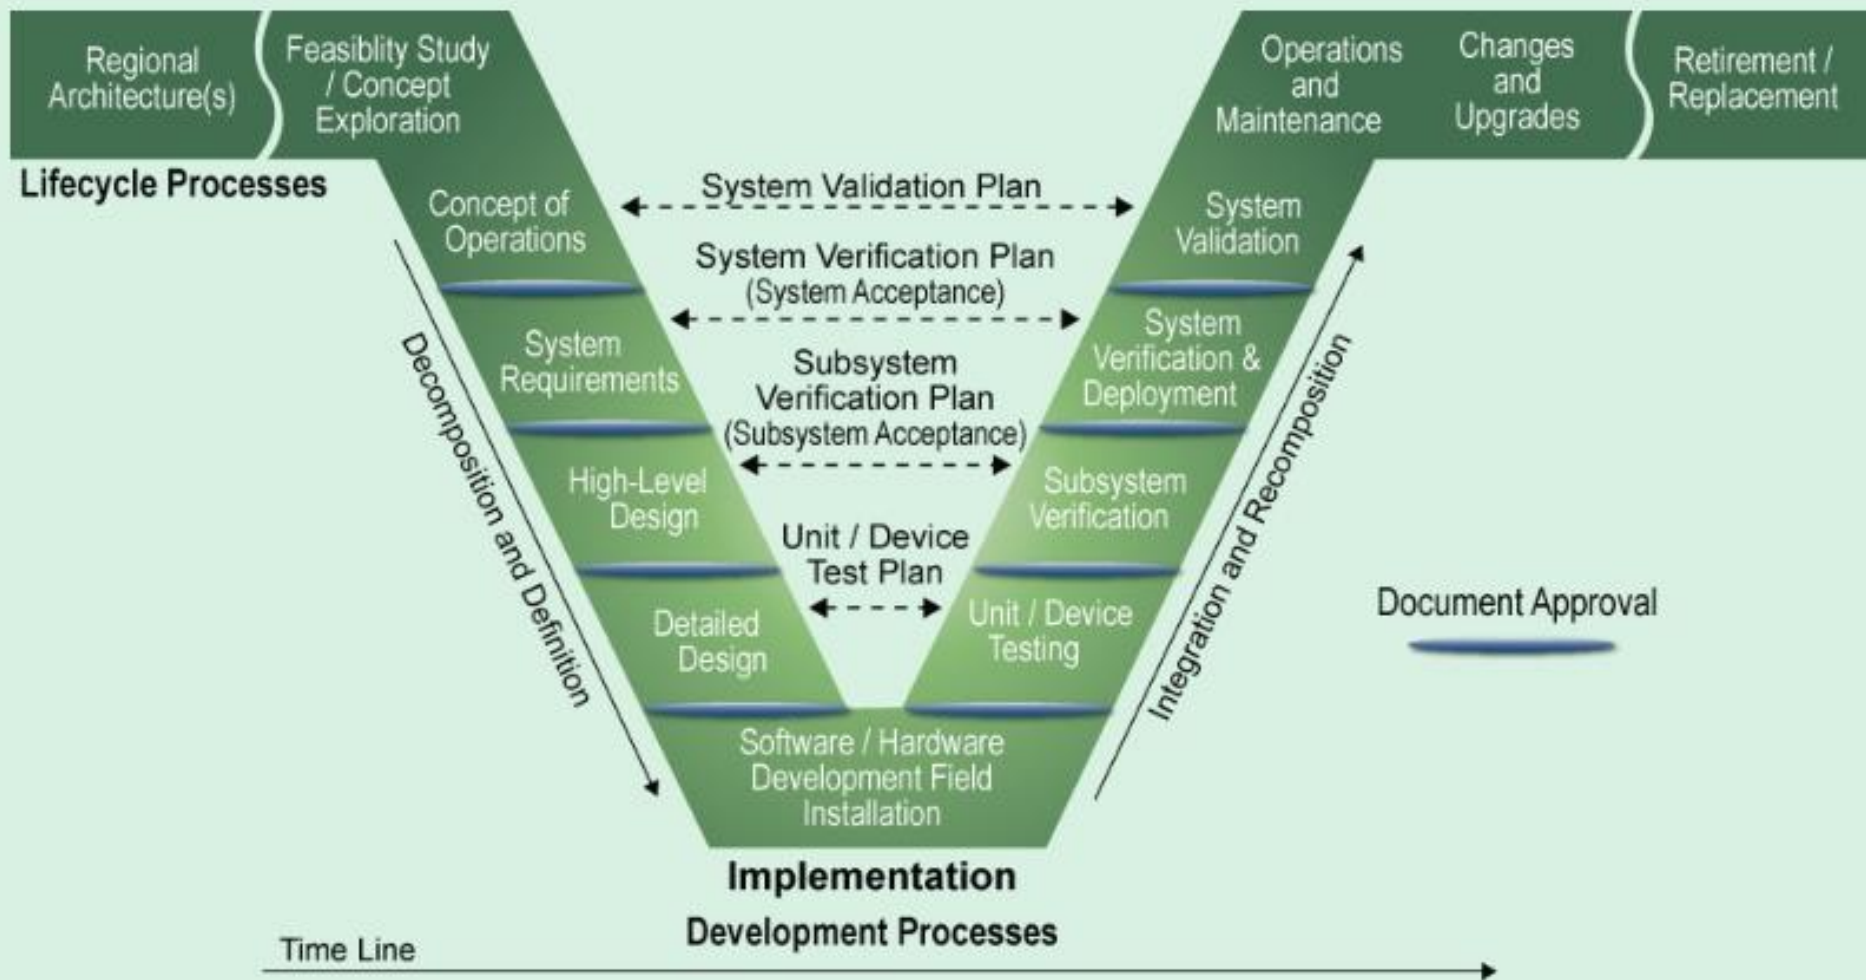 Regional
Architecture(s)
Feasiblity Study
/ Concept
Exploration
Operations
and
Maintenance
Changes
and
Upgrades
Retirement /
Replacement
Lifecycle Processes
Concept of
Operations
System Validation Plan
System
Validation
System Verification Plan
(System Acceptance)
System
Requirements
System
Verification &
Deployment
Subsystem
Verification Plan
(Subsystem Acceptance)
High-Level
Design
Subsystem
Verification
Unit / Device
Test Plan
Detailed
Design
Unit / Device
Testing
Decomposition and Definition
Integration and Recomposition
Document Approval
Software / Hardware
Development Field
Installation
Implementation
Development Processes
Time Line